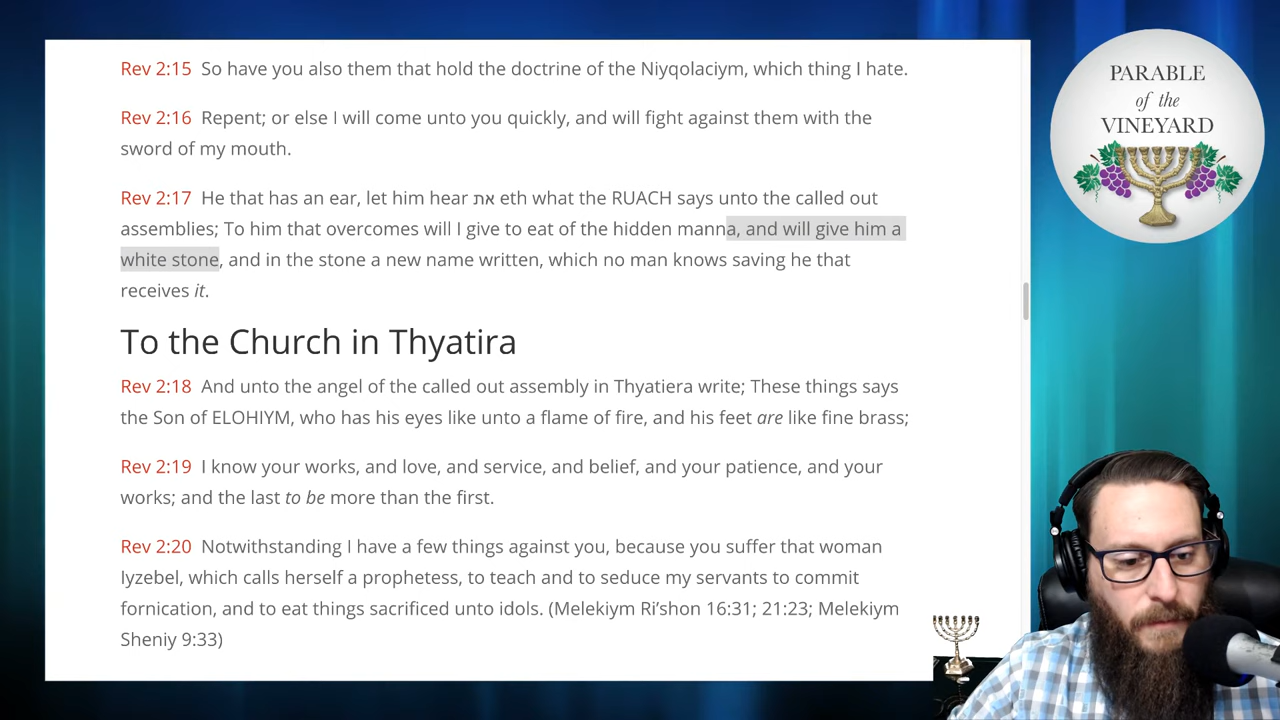 Rev 2:15 So have you also them that hold the doctrine of the Niyqolaciym, which thing I hate.
Rev 2:16 Repent; or else I will come unto you quickly, and will fight against them with the
sword of my mouth.
Rev 2:17 He that has an ear, let him hear את eth what the RUACH says unto the called out
assemblies; To him that overcomes will I give to eat of the hidden manna, and will give him a
white stone, and in the stone a new name written, which no man knows saving he that
receives it.
To the Church in Thyatira
Rev 2:18 And unto the angel of the called out assembly in Thyatiera write; These things says
the Son of ELOHIYM, who has his eyes like unto a flame of fire, and his feet are like fine brass;
Rev 2:19 I know your works, and love, and service, and belief, and your patience, and your
works; and the last to be more than the first.
Rev 2:20 Notwithstanding I have a few things against you, because you suffer that woman
Iyzebel, which calls herself a prophetess, to teach and to seduce my servants to commit
fornication, and to eat things sacrificed unto idols. (Melekiym Ri’shon 16:31; 21:23; Melekiym
Sheniy 9:33)
PARABLE
of the
VINEYARD